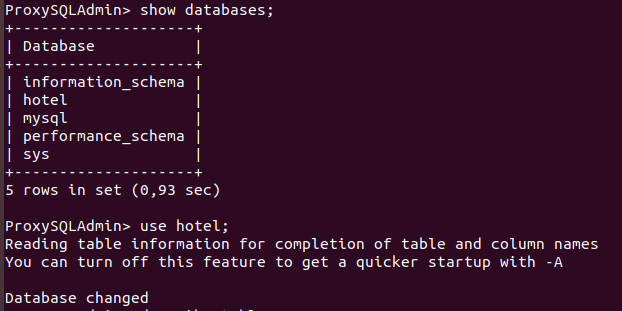 ProxySQLAdmin> show databases;
+--------------------+
| Database           |
+--------------------+
| information_schema |
| hotel              |
| mysql              |
| performance_schema |
| sys                |
+--------------------+
5 rows in set (0,93 sec)
ProxySQLAdmin> use hotel;
Reading table information for completion of table and column names
You can turn off this feature to get a quicker startup with -A
Database changed